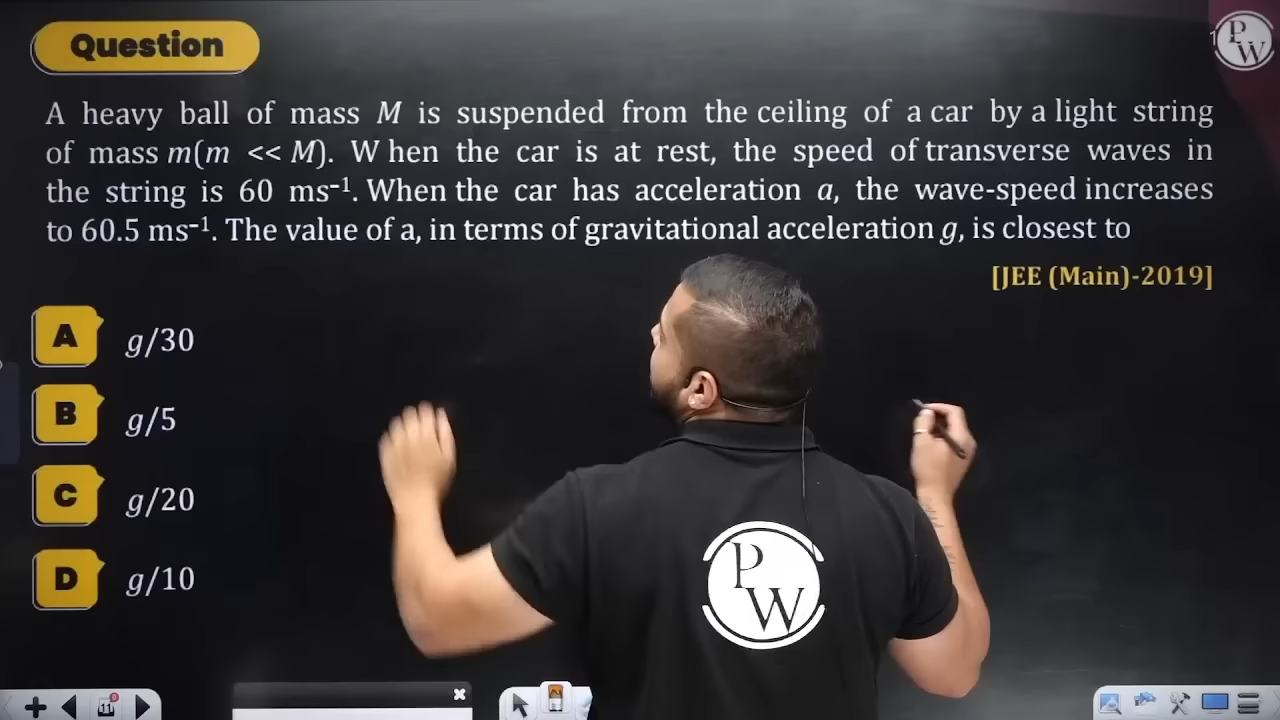 Question
A heavy ball of mass M is suspended from the ceiling of a car by a light string
of mass m(m << M). W hen the car is at rest, the speed of transverse waves in
the string is 60 ms⁻¹. When the car has acceleration a, the wave-speed increases
to 60.5 ms⁻¹. The value of a, in terms of gravitational acceleration g, is closest to
[JEE (Main)-2019]
A g/30
B g/5
C g/20
D g/10
PW
PW
11